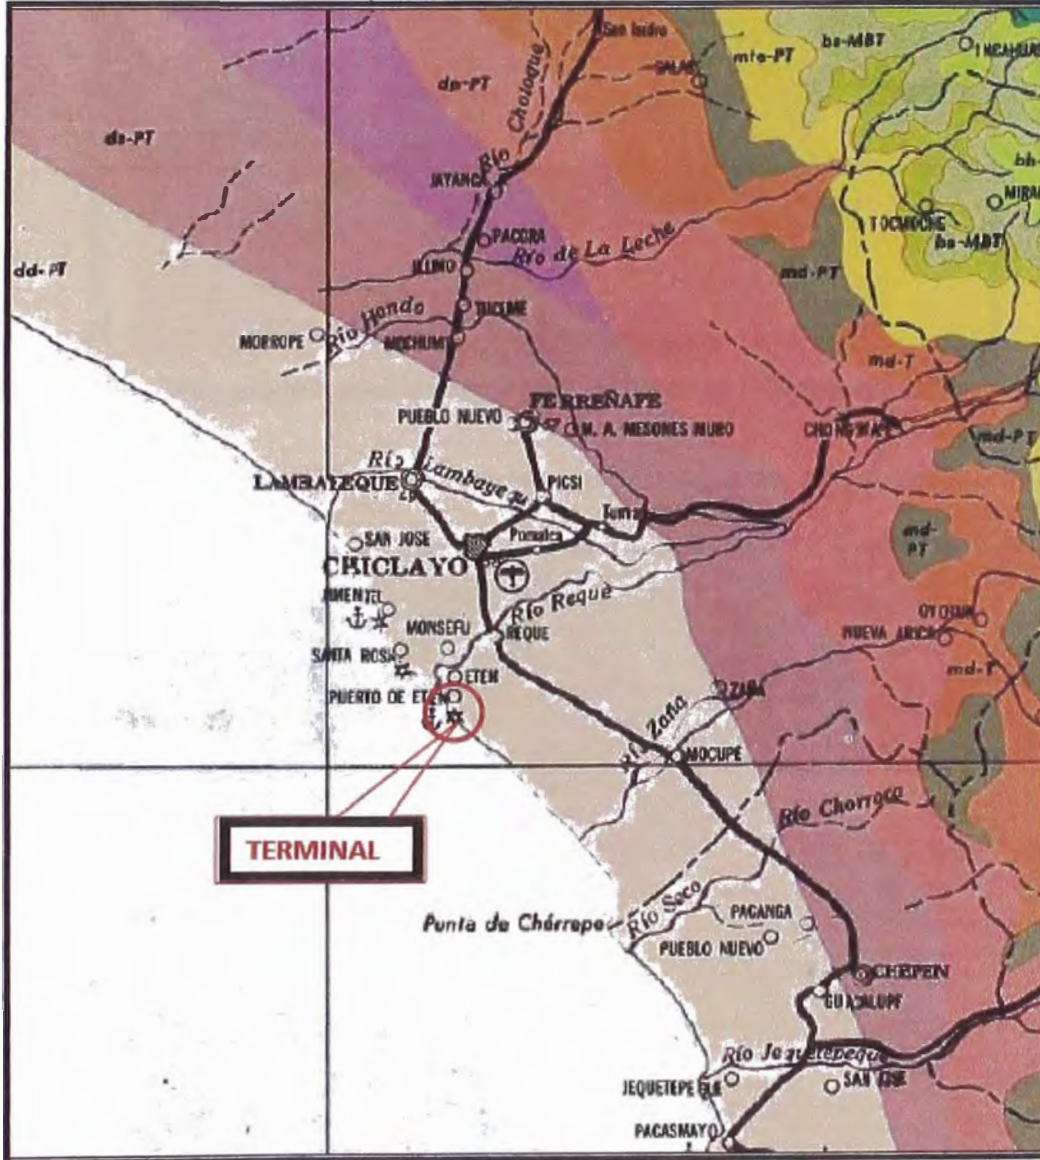 San Isidro
bs-MBT
INCAHUASI
mte-PT
SALAS
dp-PT
Río Choloque
ds-PT
JAYANCA
bh-
MIRA
TOCMOCHE
bs-MBT
PACORA
Río de La Leche
dd-PT
ILLIMO
md-PT
TUCUME
MORROPE
Río Hondo
MOCHUMI
md-T
FERREÑAFE
PUEBLO NUEVO
M. A. MESONES MURO
md-PT
Río Lambayeque
LAMBAYEQUE
PICSI
Tuman
SAN JOSE
Pomalca
md-PT
CHICLAYO
PIMENTEL
Río Reque
OYOTUN
MONSEFU
REQUE
NUEVA ARICA
SANTA ROSA
ETEN
md-T
PUERTO DE ETEN
ZAÑA
Río Zaña
MOCUPE
Río Chorroco
TERMINAL
Punta de Chérrepe
Río Seco
PACANGA
PUEBLO NUEVO
CHEPEN
GUADALUPE
Río Jequetepeque
JEQUETEPEQUE
SAN JOSE
PACASMAYO